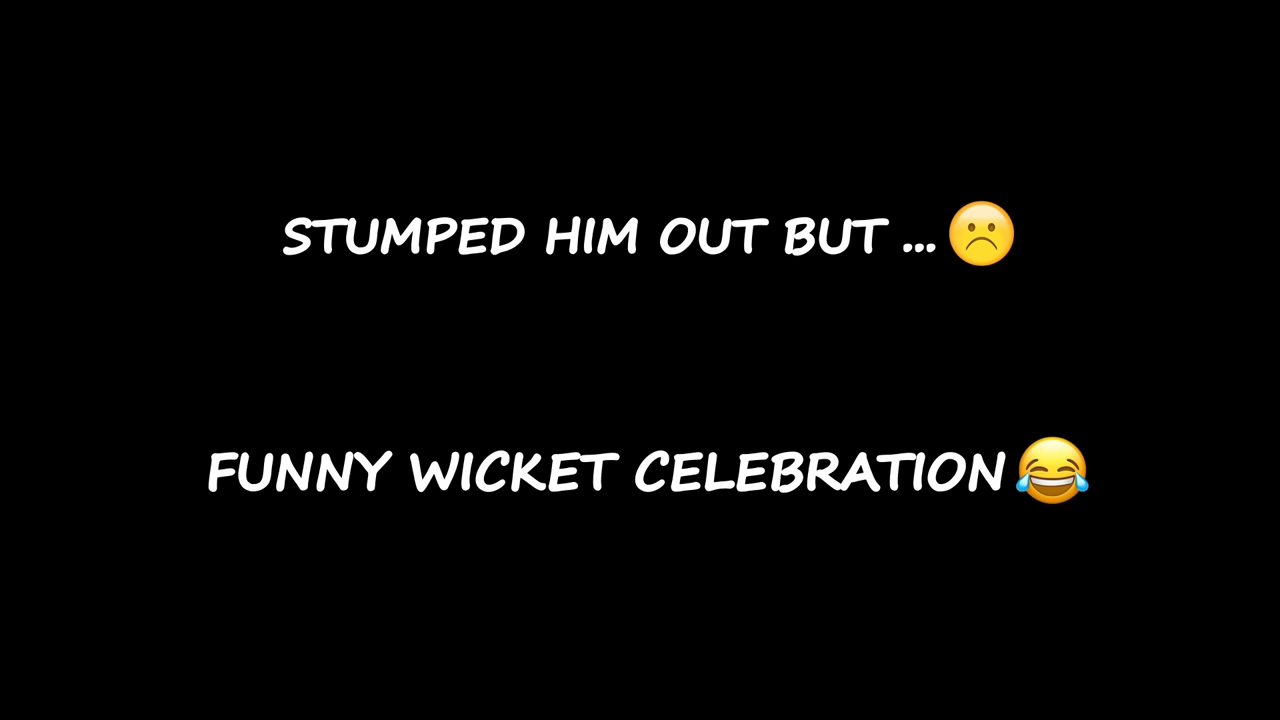 STUMPED HIM OUT BUT ...☹️
FUNNY WICKET CELEBRATION😂